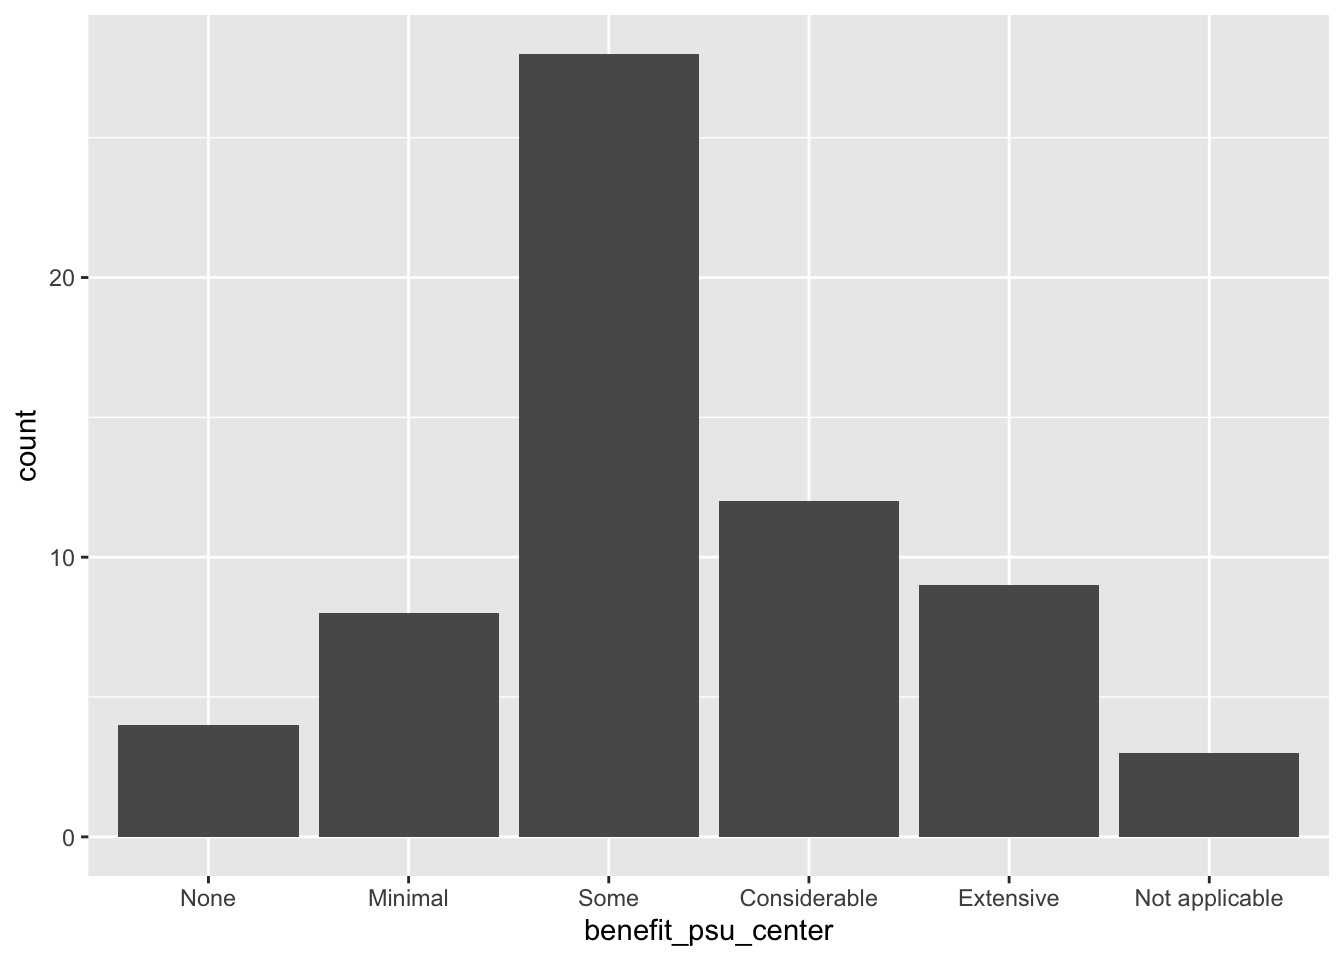 count
20
10
0
None Minimal Some Considerable Extensive Not applicable
benefit_psu_center